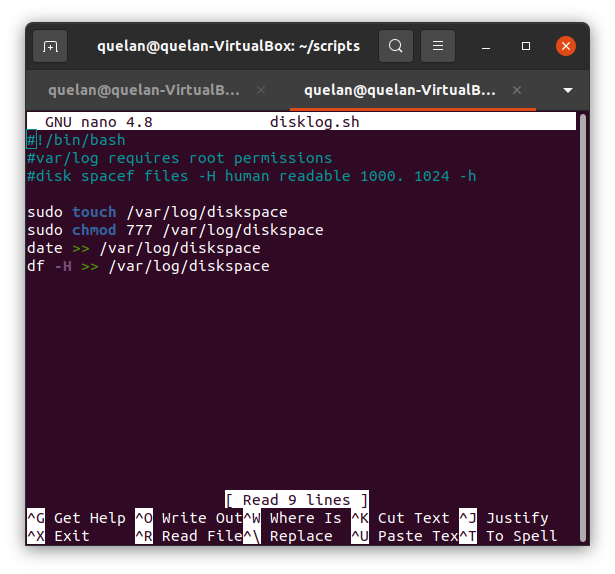 quelan@quelan-VirtualBox: ~/scripts
quelan@quelan-VirtualB... quelan@quelan-VirtualB...
GNU nano 4.8 disklog.sh
#!/bin/bash
#var/log requires root permissions
#disk spacef files -H human readable 1000. 1024 -h
sudo touch /var/log/diskspace
sudo chmod 777 /var/log/diskspace
date >> /var/log/diskspace
df -H >> /var/log/diskspace
[ Read 9 lines ]
^G Get Help ^O Write Out ^W Where Is ^K Cut Text ^J Justify
^X Exit ^R Read File ^\ Replace ^U Paste Tex ^T To Spell